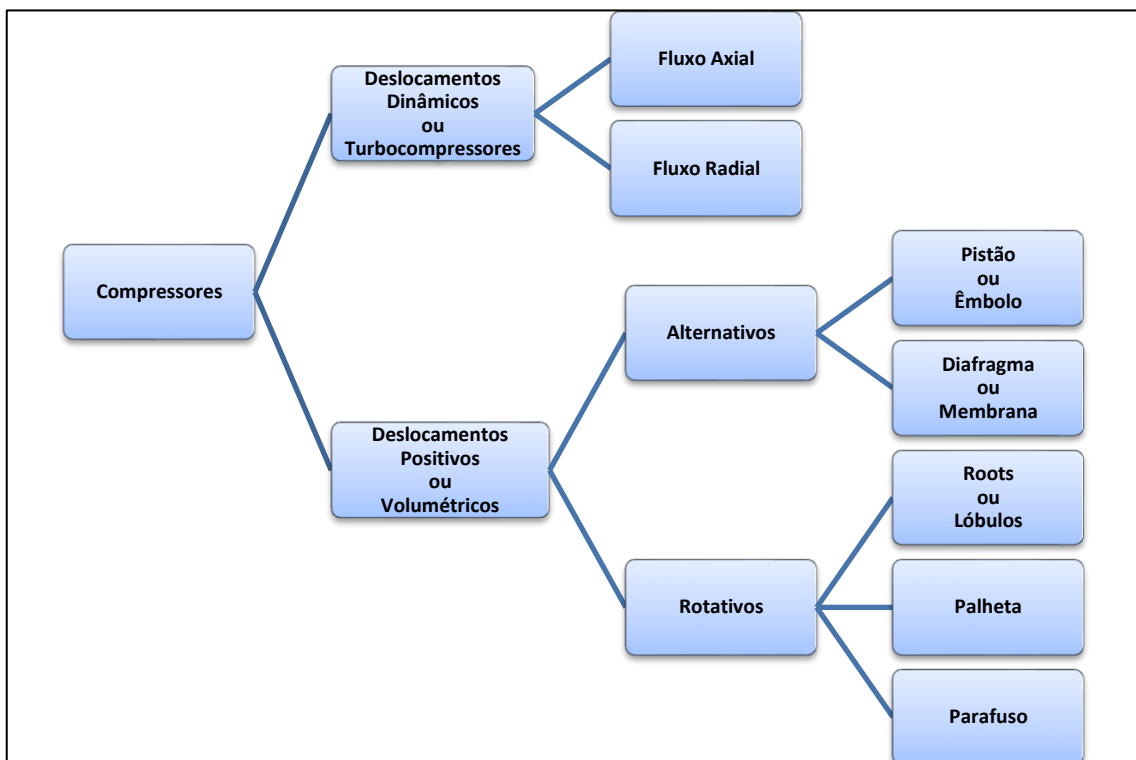 Compressores
Deslocamentos
Dinâmicos
ou
Turbocompressores
Fluxo Axial
Fluxo Radial
Deslocamentos
Positivos
ou
Volumétricos
Alternativos
Pistão
ou
Êmbolo
Diafragma
ou
Membrana
Rotativos
Roots
ou
Lóbulos
Palheta
Parafuso